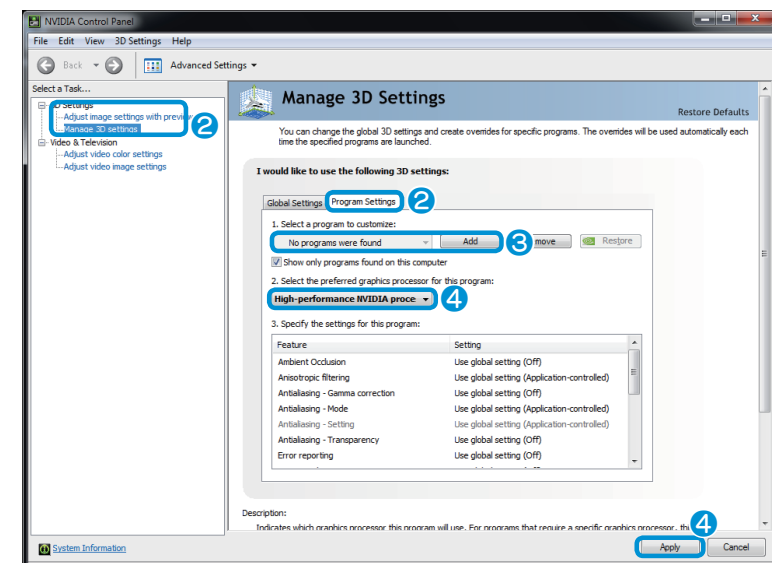 NVIDIA Control Panel
File Edit View 3D Settings Help
Back Advanced Settings
Select a Task...
3D Settings
Adjust image settings with preview
Manage 3D settings
Video & Television
Adjust video color settings
Adjust video image settings
2
Manage 3D Settings
Restore Defaults
You can change the global 3D settings and create overrides for specific programs. The overrides will be used automatically each
time the specified programs are launched.
I would like to use the following 3D settings:
Global Settings Program Settings 2
1. Select a program to customize:
No programs were found Add 3 move Restore
Show only programs found on this computer
2. Select the preferred graphics processor for this program:
High-performance NVIDIA proce 4
3. Specify the settings for this program:
Feature Setting
Ambient Occlusion Use global setting (Off)
Anisotropic filtering Use global setting (Application-controlled)
Antialiasing - Gamma correction Use global setting (Off)
Antialiasing - Mode Use global setting (Application-controlled)
Antialiasing - Setting Use global setting (Application-controlled)
Antialiasing - Transparency Use global setting (Off)
Error reporting Use global setting (Off)
Description:
Indicates which graphics processor this program will use. For programs that require a specific graphics processor, th
4
System Information Apply Cancel